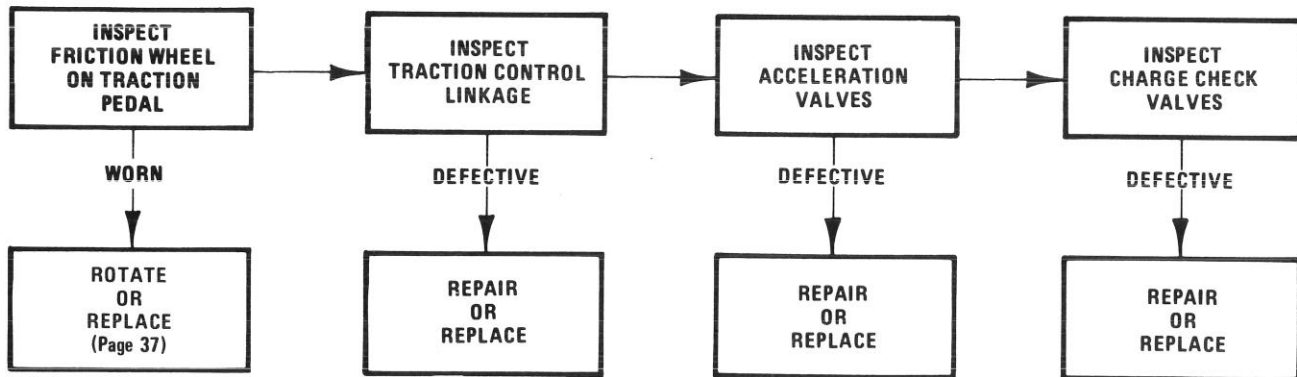 INSPECT
FRICTION WHEEL
ON TRACTION
PEDAL
INSPECT
TRACTION CONTROL
LINKAGE
INSPECT
ACCELERATION
VALVES
INSPECT
CHARGE CHECK
VALVES
WORN
DEFECTIVE
DEFECTIVE
DEFECTIVE
ROTATE
OR
REPLACE
(Page 37)
REPAIR
OR
REPLACE
REPAIR
OR
REPLACE
REPAIR
OR
REPLACE